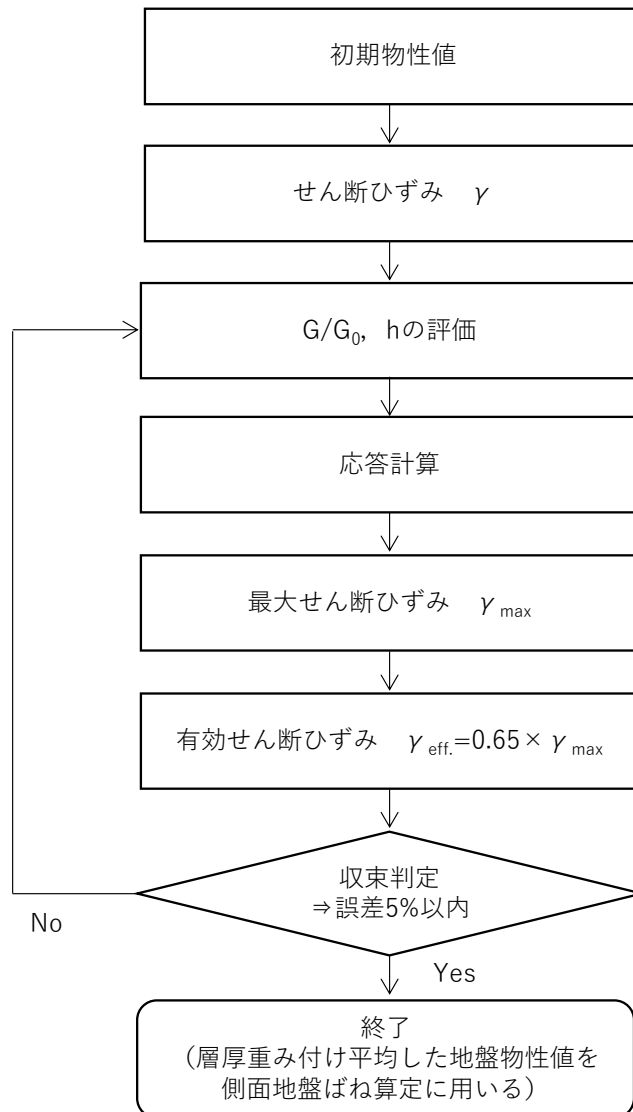 初期物性値
せん断ひずみ　γ
G/G₀, hの評価
応答計算
最大せん断ひずみ　γ max
有効せん断ひずみ　γ eff.=0.65× γ max
収束判定
⇒誤差5%以内
No
Yes
終了
（層厚重み付け平均した地盤物性値を
側面地盤ばね算定に用いる）